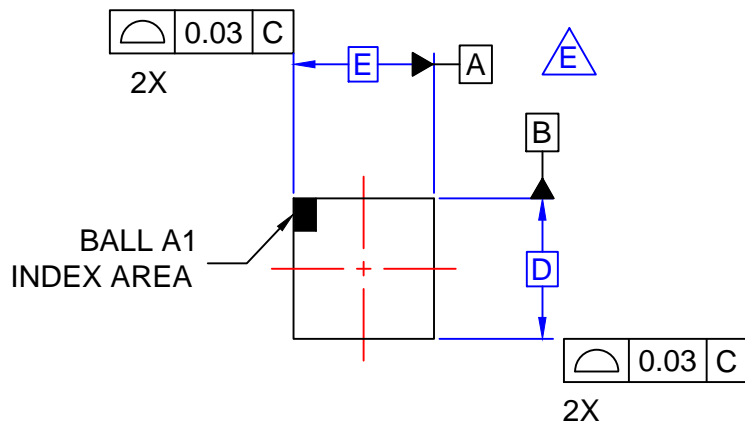 ⌓ 0.03 C
2X
E
A
E
B
BALL A1
INDEX AREA
D
⌓ 0.03 C
2X